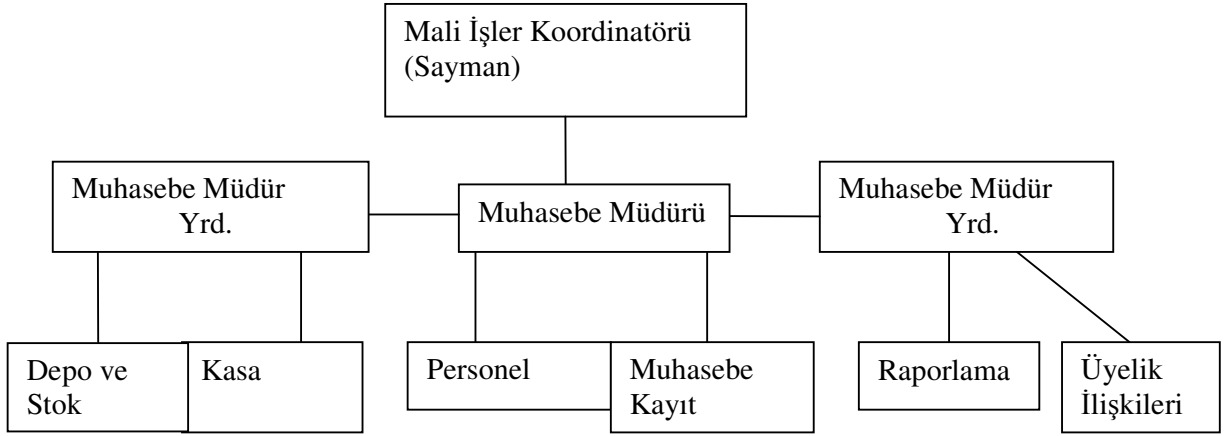 Mali İşler Koordinatörü
(Sayman)
Muhasebe Müdür
Yrd.
Muhasebe Müdürü
Muhasebe Müdür
Yrd.
Depo ve
Stok
Kasa
Personel
Muhasebe
Kayıt
Raporlama
Üyelik
İlişkileri